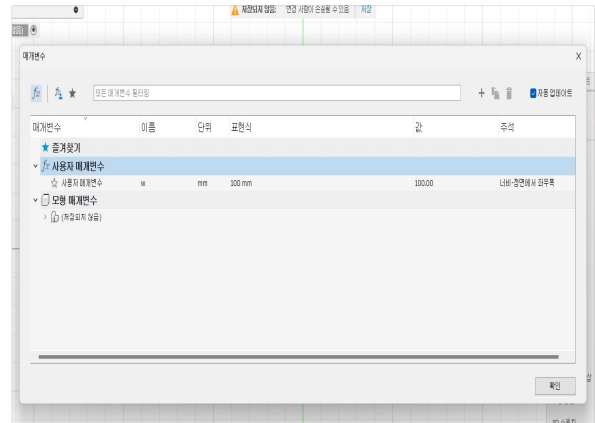 저장되지 않음: 변경 사항이 손실될 수 있음 저장
매개변수 X
fx 모든 매개변수 필터링 + 자동 업데이트
매개변수 이름 단위 표현식 값 주석
★ 즐겨찾기
fx 사용자 매개변수
☆ 사용자 매개변수 w mm 100 mm 100.00 너비-정면에서 좌우폭
모형 매개변수
(저장되지 않음)
확인